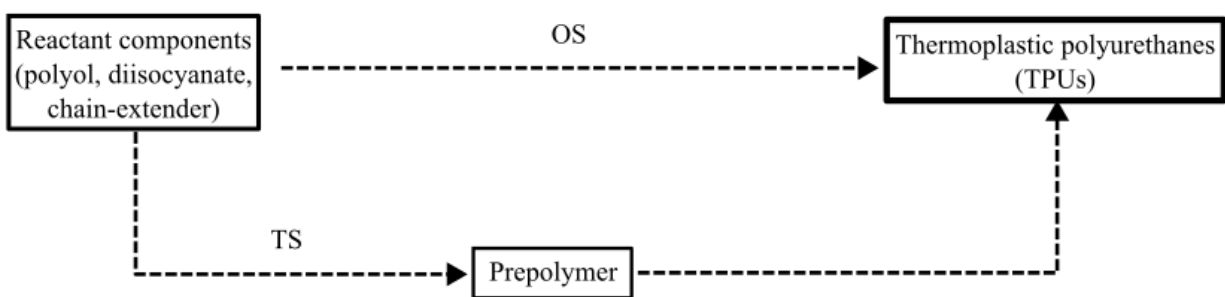 Reactant components
(polyol, diisocyanate,
chain-extender)
OS
Thermoplastic polyurethanes
(TPUs)
TS
Prepolymer